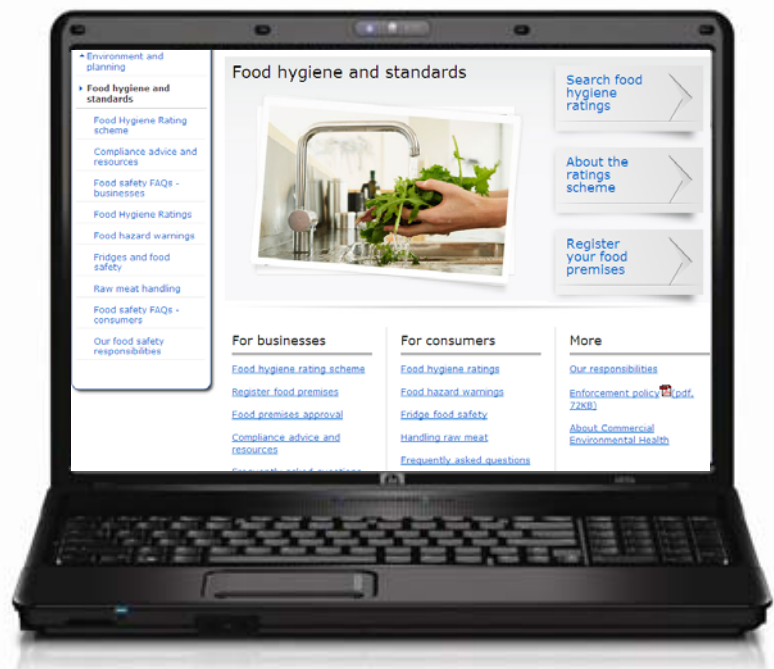 Environment and
planning
Food hygiene and
standards
Food Hygiene Rating
scheme
Compliance advice and
resources
Food safety FAQs -
businesses
Food Hygiene Ratings
Food hazard warnings
Fridges and food
safety
Raw meat handling
Food safety FAQs -
consumers
Our food safety
responsibilities
Food hygiene and standards
Search food
hygiene
ratings
About the
ratings
scheme
Register
your food
premises
For businesses
Food hygiene rating scheme
Register food premises
Food premises approval
Compliance advice and
resources
Frequently asked questions
For consumers
Food hygiene ratings
Food hazard warnings
Fridge food safety
Handling raw meat
Frequently asked questions
More
Our responsibilities
Enforcement policy (pdf,
72KB)
About Commercial
Environmental Health
hp